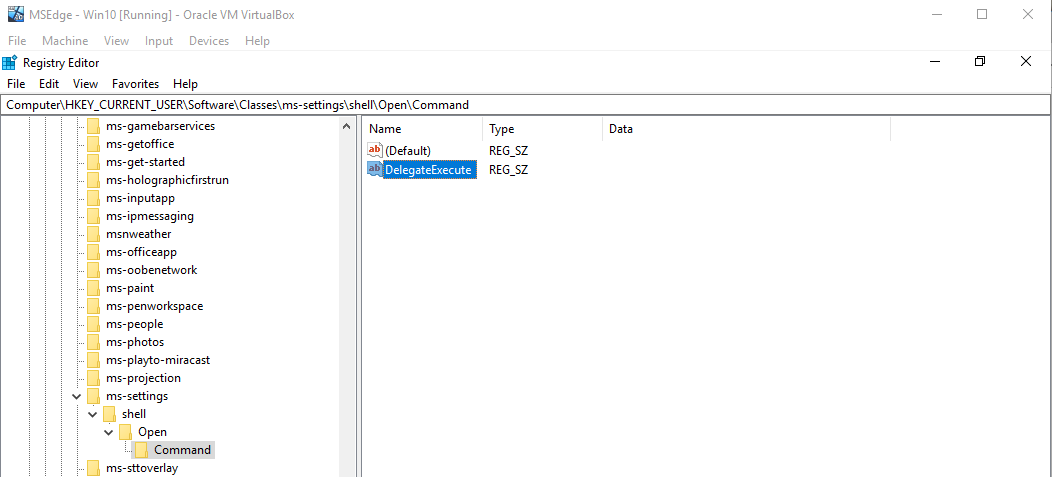 MSEdge - Win10 [Running] - Oracle VM VirtualBox
File Machine View Input Devices Help
Registry Editor
File Edit View Favorites Help
Computer\HKEY_CURRENT_USER\Software\Classes\ms-settings\shell\Open\Command
ms-gamebarservices
ms-getoffice
ms-get-started
ms-holographicfirstrun
ms-inputapp
ms-ipmessaging
msnweather
ms-officeapp
ms-oobenetwork
ms-paint
ms-penworkspace
ms-people
ms-photos
ms-playto-miracast
ms-projection
ms-settings
shell
Open
Command
ms-sttoverlay
Name Type Data
ab (Default) REG_SZ
ab DelegateExecute REG_SZ